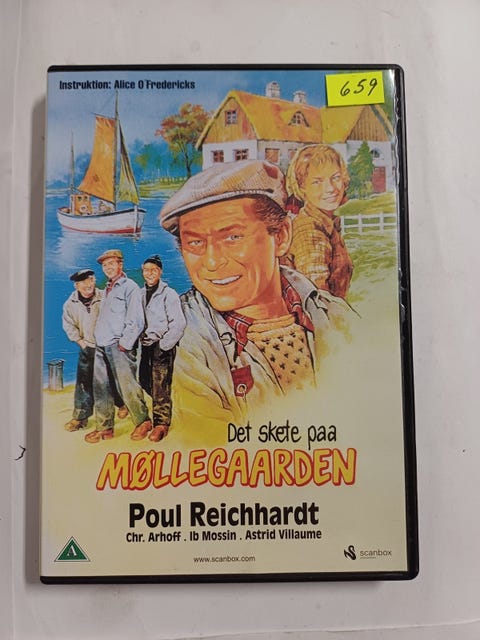 Instruktion: Alice O'Fredericks
659
Det skete paa
MØLLEGAARDEN
Poul Reichhardt
Chr. Arhoff . Ib Mossin . Astrid Villaume
A
www.scanbox.com
scanbox